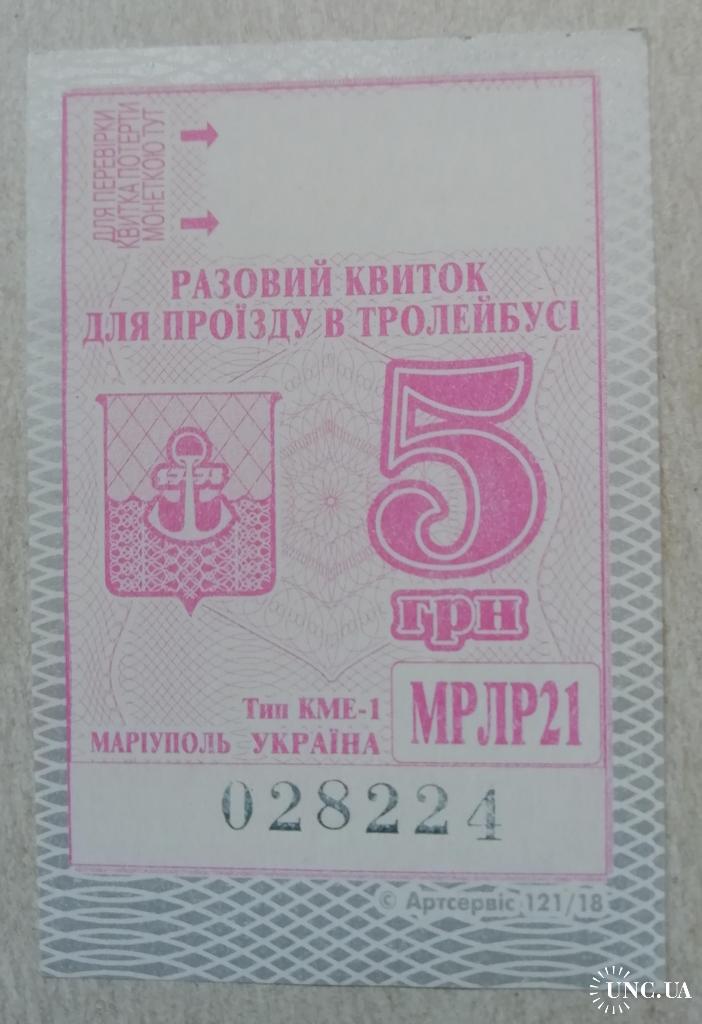 ДЛЯ ПЕРЕВІРКИ
КВИТКА ПОТЕРТИ
МОНЕТКОЮ ТУТ
РАЗОВИЙ КВИТОК
ДЛЯ ПРОЇЗДУ В ТРОЛЕЙБУСІ
5
грн
Тип КМЕ-1
МАРІУПОЛЬ УКРАЇНА
МРЛР21
028224
© Артсервіс 121/18
UNC.UA